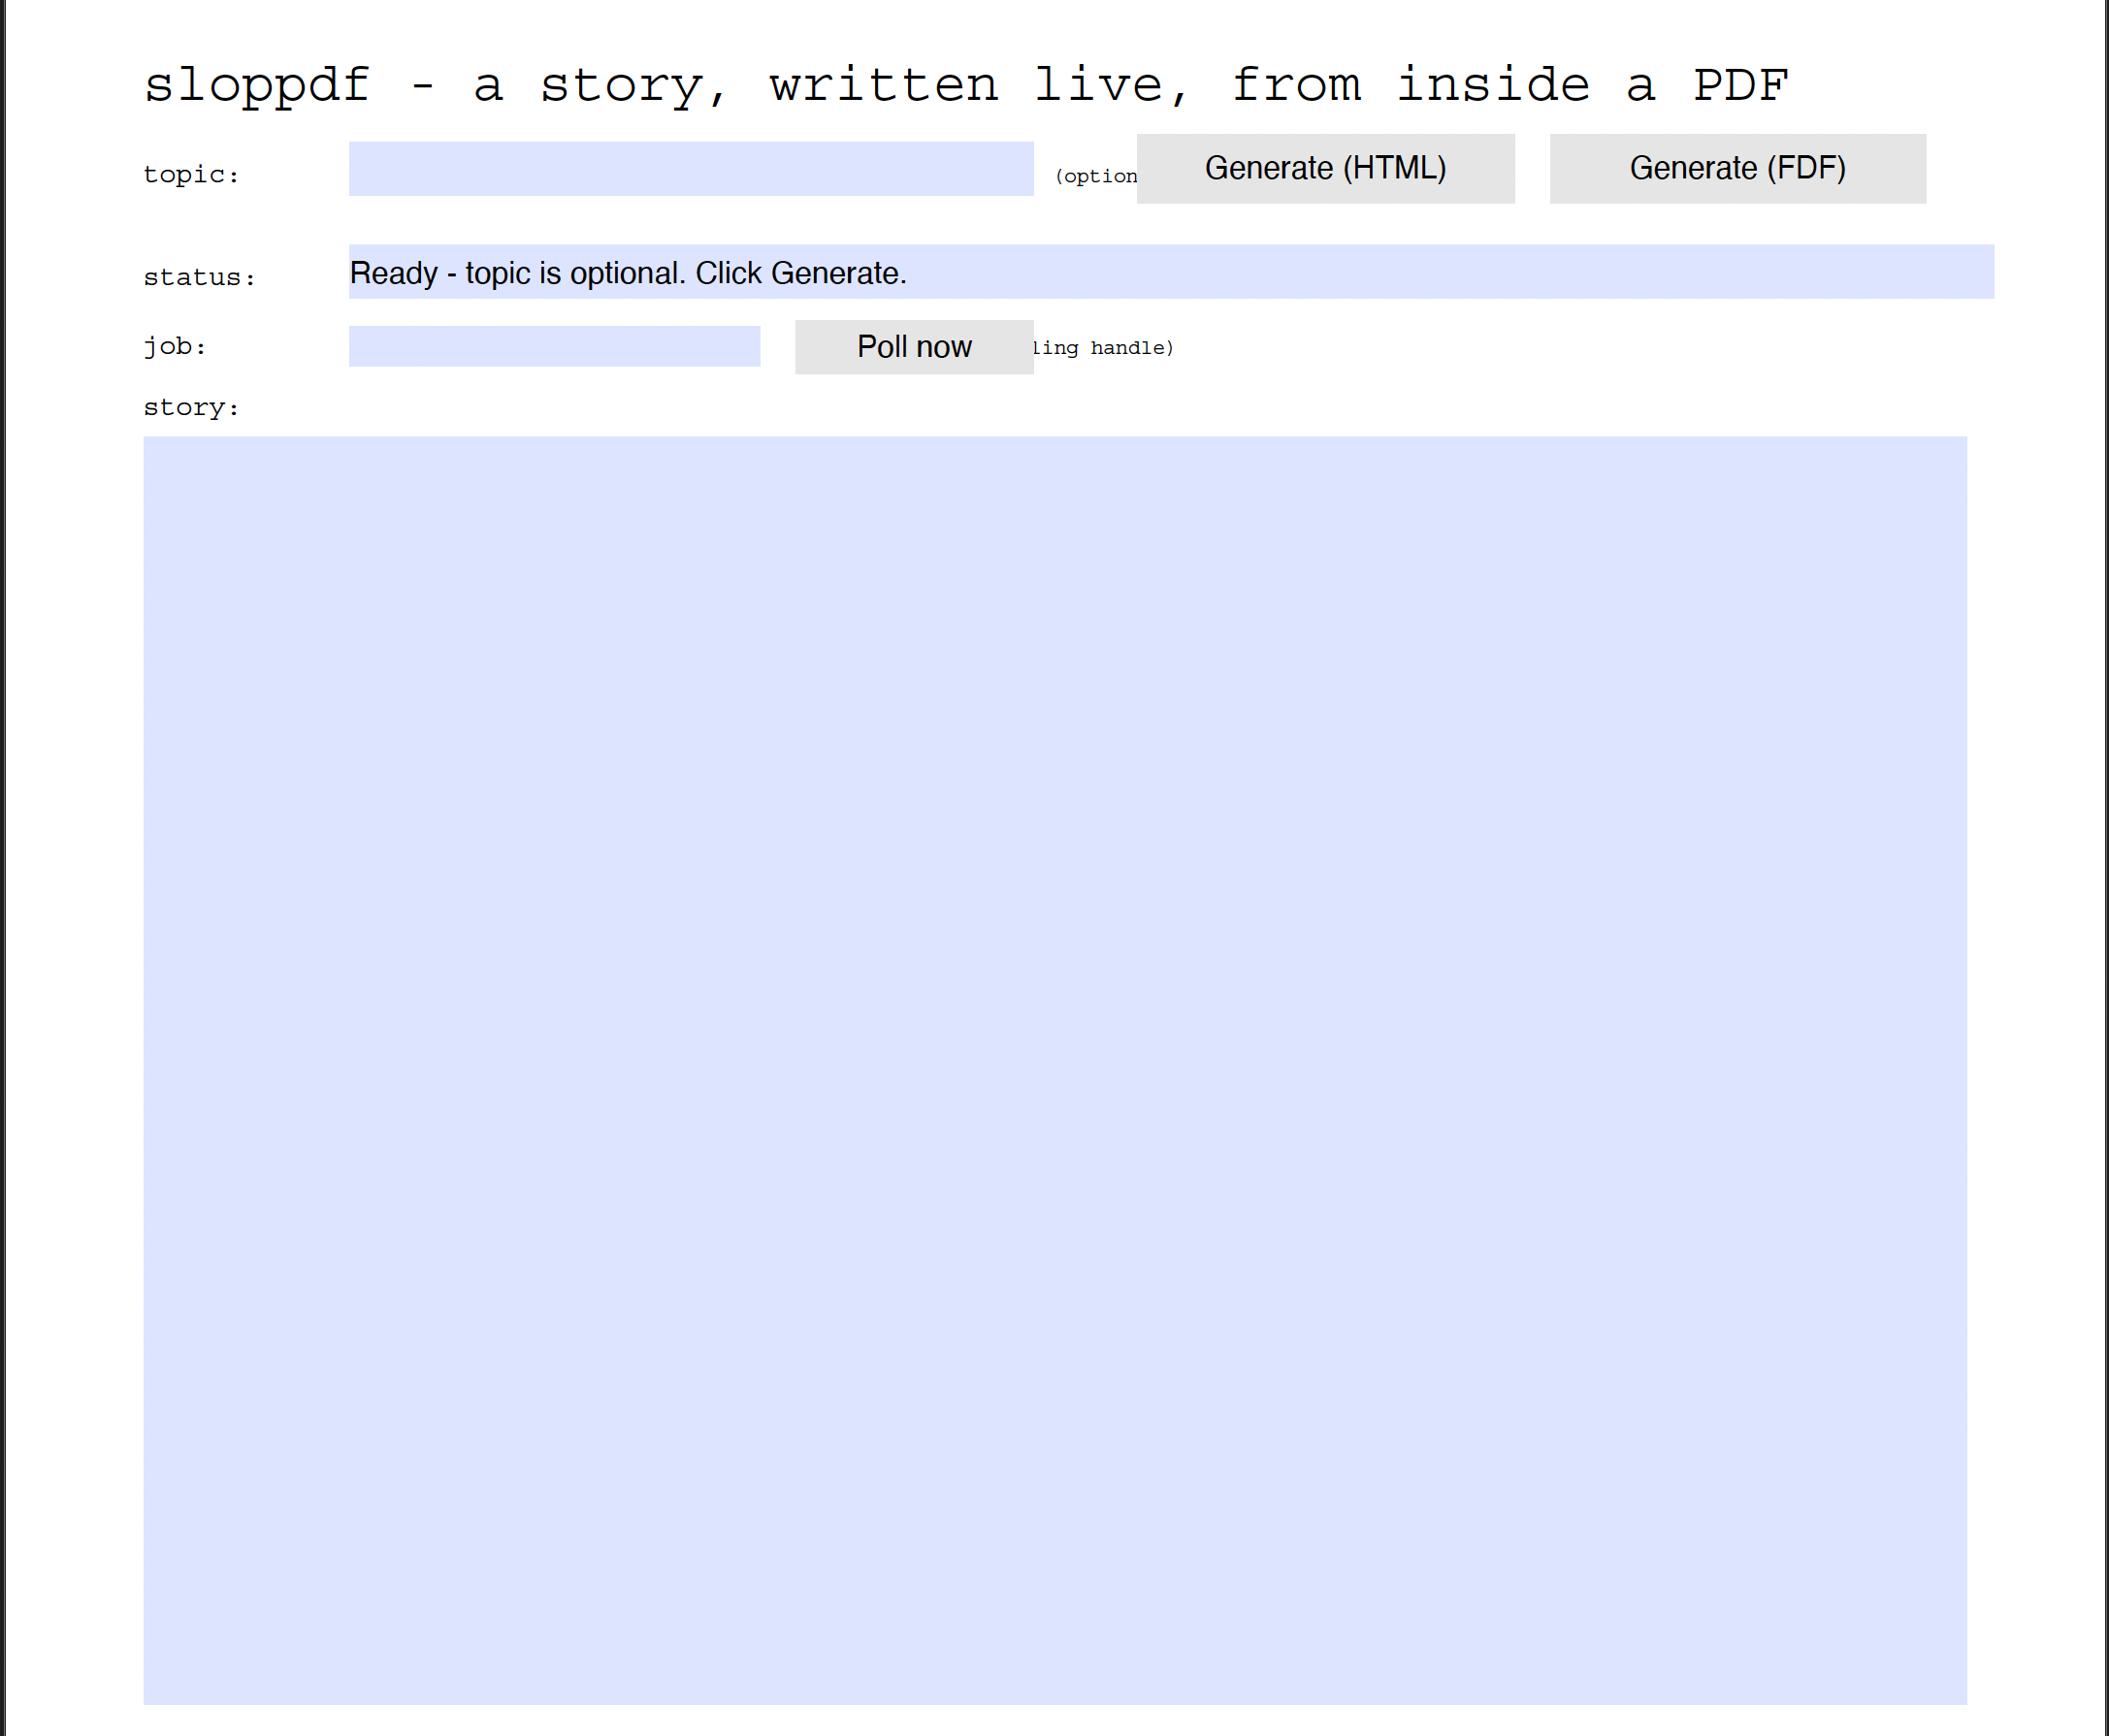 sloppdf - a story, written live, from inside a PDF
topic: (option Generate (HTML) Generate (FDF)
status: Ready - topic is optional. Click Generate.
job: Poll now ling handle)
story: